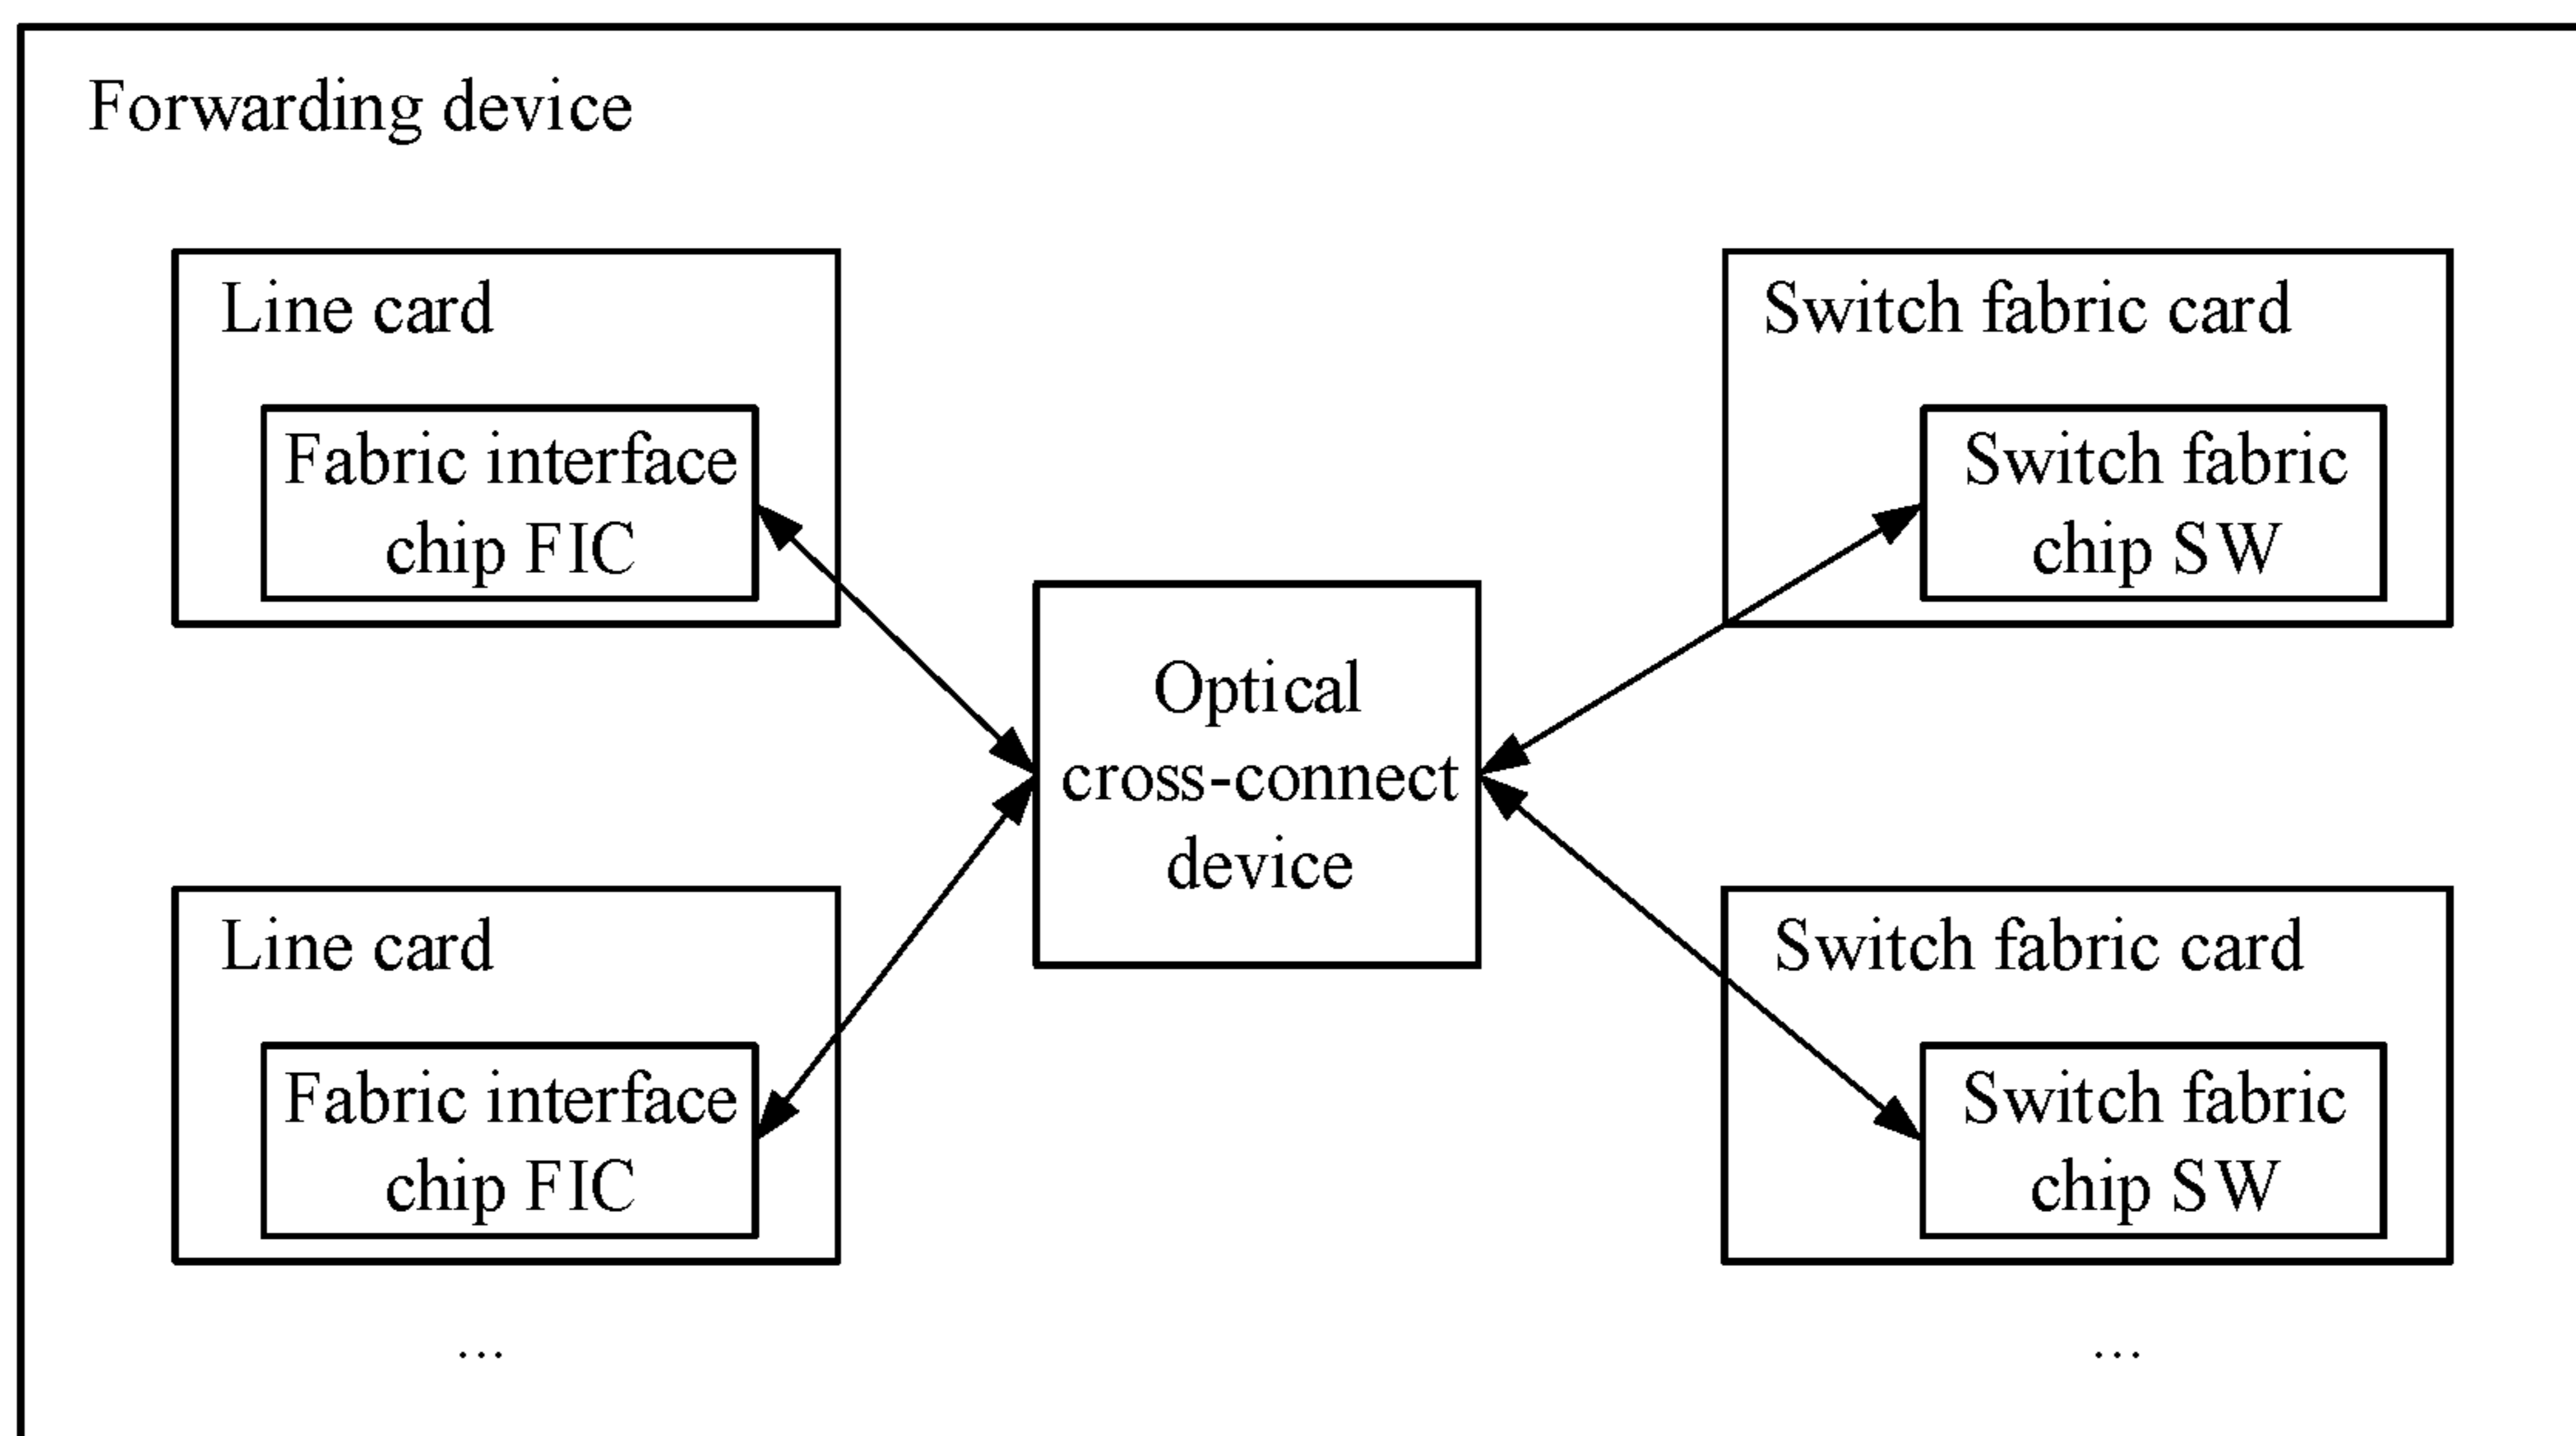 Forwarding device
Line card
Fabric interface
chip FIC
Switch fabric card
Switch fabric
chip SW
Optical
cross-connect
device
Line card
Fabric interface
chip FIC
Switch fabric card
Switch fabric
chip SW
...
...